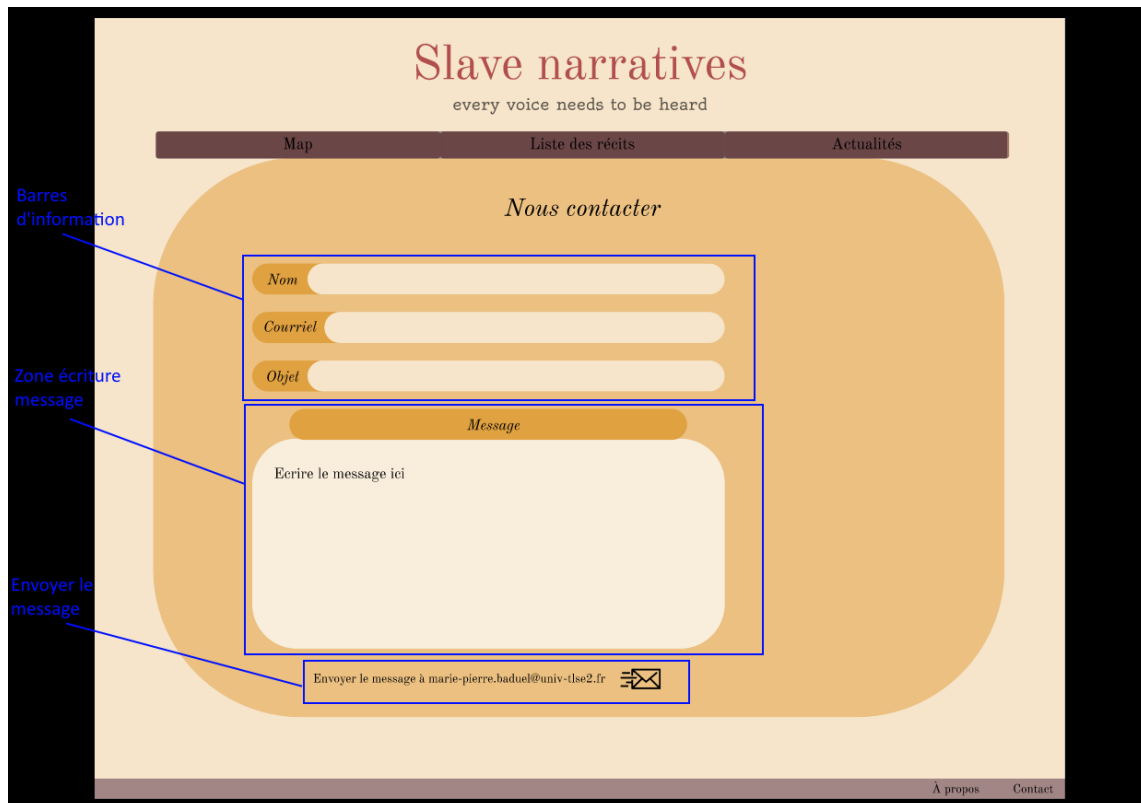 Slave narratives
every voice needs to be heard
Map
Liste des récits
Actualités
Barres
d'information
Nous contacter
Nom
Courriel
Zone écriture
message
Objet
Message
Ecrire le message ici
Envoyer le
message
Envoyer le message à marie-pierre.baduel@univ-tlse2.fr
À propos
Contact